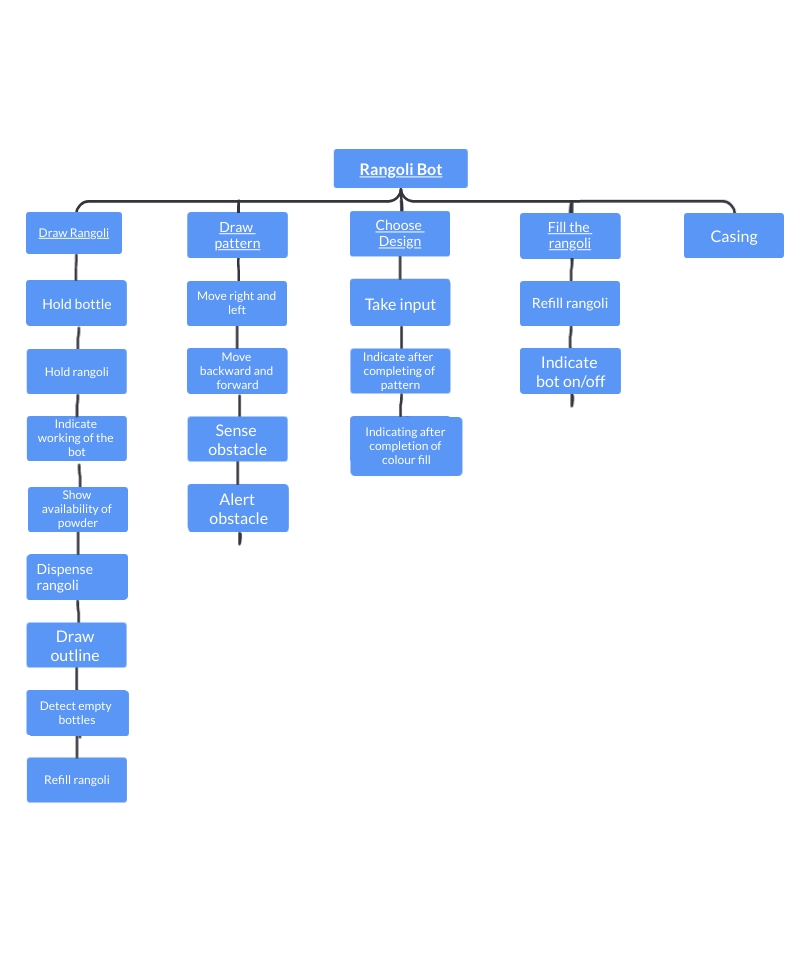 Rangoli Bot
Draw Rangoli
Hold bottle
Hold rangoli
Indicate
working of the
bot
Show
availability of
powder
Dispense
rangoli
Draw
outline
Detect empty
bottles
Refill rangoli
Draw
pattern
Move right and
left
Move
backward and
forward
Sense
obstacle
Alert
obstacle
Choose
Design
Take input
Indicate after
completing of
pattern
Indicating after
completion of
colour fill
Fill the
rangoli
Refill rangoli
Indicate
bot on/off
Casing